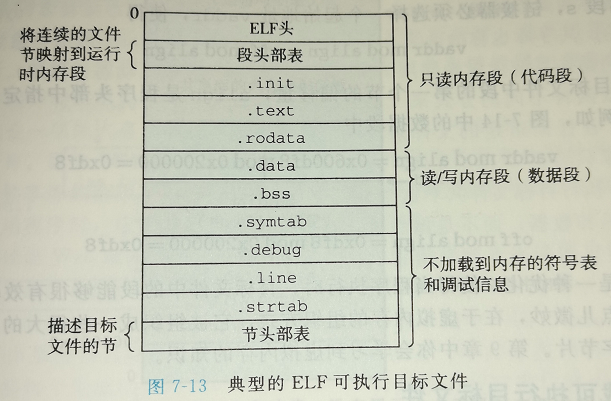 0
ELF头
将连续的文件
节映射到运行
时内存段
段头部表
.init
.text
.rodata
只读内存段（代码段）
.data
.bss
读/写内存段（数据段）
.symtab
.debug
.line
.strtab
不加载到内存的符号表
和调试信息
描述目标
文件的节
节头部表
图 7-13 典型的 ELF 可执行目标文件